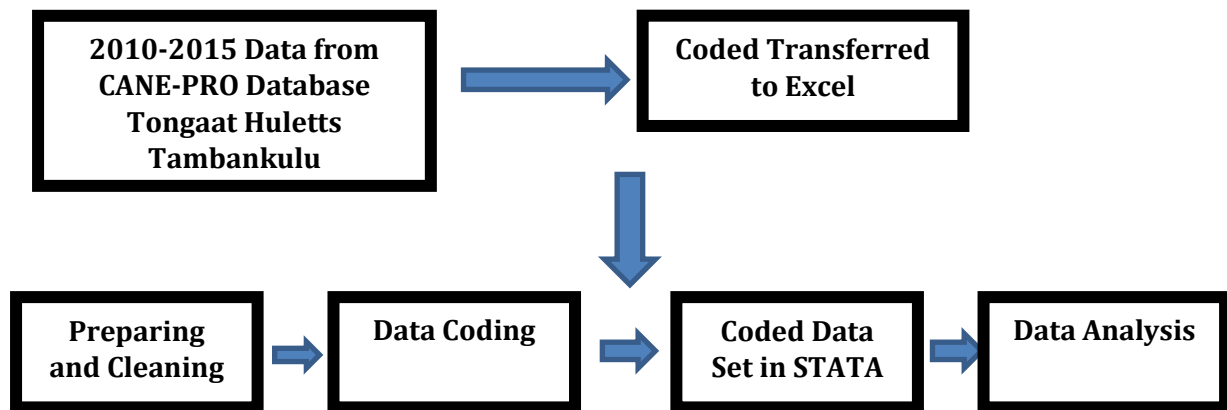 2010-2015 Data from
CANE-PRO Database
Tongaat Huletts
Tambankulu
Coded Transferred
to Excel
Preparing
and Cleaning
Data Coding
Coded Data
Set in STATA
Data Analysis